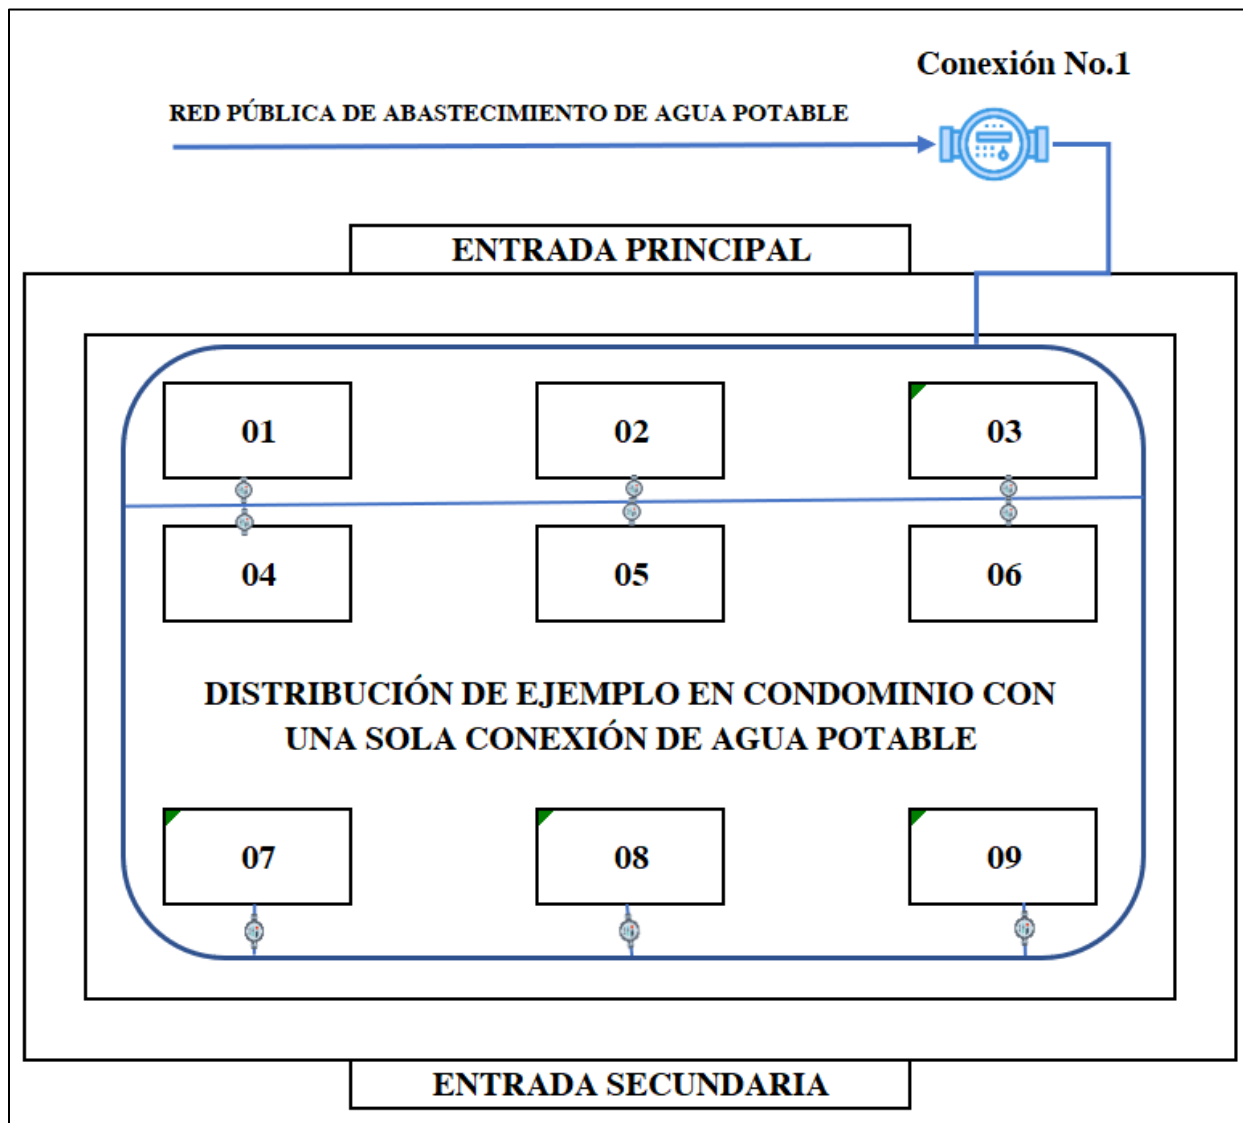 Conexión No.1
RED PÚBLICA DE ABASTECIMIENTO DE AGUA POTABLE
ENTRADA PRINCIPAL
01
02
03
04
05
06
DISTRIBUCIÓN DE EJEMPLO EN CONDOMINIO CON
UNA SOLA CONEXIÓN DE AGUA POTABLE
07
08
09
ENTRADA SECUNDARIA